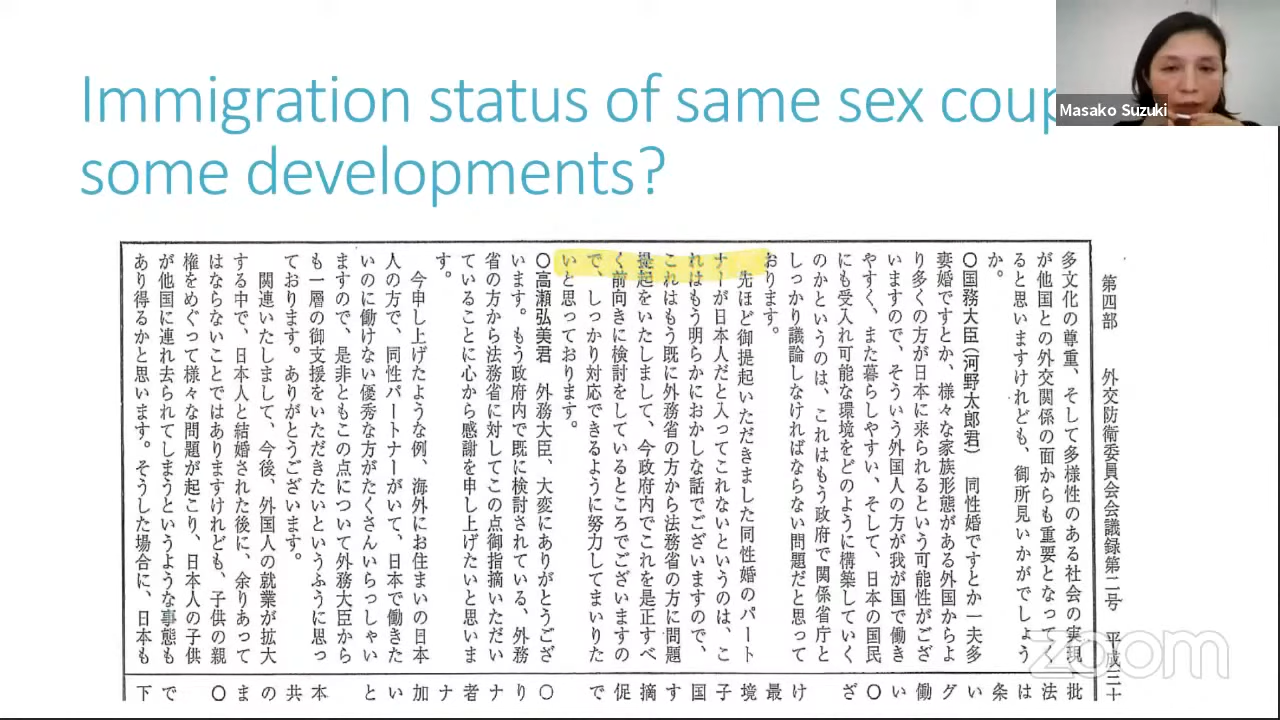 Immigration status of same sex coup
some developments?
Masako Suzuki
第四部 外交防衛委員会会議録第二号 平成三十
多文化の尊重、そして多様性のある社会の実現
が他国との外交関係の面からも重要となって
ると思いますけれども、御所見いかがでしょう
か。
〇国務大臣(河野太郎君) 同性婚ですとか一夫多
妻婚ですとか、様々な家族形態がある外国からよ
り多くの方が日本に来られるという可能性がござ
いますので、そういう外国人の方が我が国で働き
やすく、また暮らしやすい、そして、日本の国民
にも受入れ可能な環境をどのように構築していく
のかというのは、これはもう政府で関係省庁と
しっかり議論しなければならない問題だと思って
おります。
先ほど御提起いただきました同性婚のパート
ナーが日本人だと入ってこれないというのは、こ
れはもう明らかにおかしな話でございますので、
これはもう既に外務省の方から法務省の方に問題
提起をいたしまして、今政府内でこれを是正すべ
く前向きに検討をしているところでございますの
で、しっかり対応できるように努力してまいりた
いと思っております。
〇高瀬弘美君 外務大臣、大変にありがとうござ
います。もう政府内で既に検討されている、外務
省の方から法務省に対してこの点御指摘いただい
ていることに心から感謝を申し上げたいと思いま
す。
今申し上げたような例、海外にお住まいの日本
人の方で、同性パートナーがいて、日本で働きた
いのに働けない優秀な方がたくさんいらっしゃい
ますので、是非ともこの点について外務大臣から
も一層の御支援をいただきたいというふうに思っ
ております。ありがとうございます。
関連いたしまして、今後、外国人の就業が拡大
する中で、日本人と結婚された後に、余りあって
はならないことではありますけれども、子供の親
権をめぐって様々な問題が起こり、日本人の子供
が他国に連れ去られてしまうというような事態も
あり得るかと思います。そうした場合に、日本も
批
法
は
条
い
グ
働
い
〇
ざ
け
最
境
子
国
す
摘
促
で
〇
り
ナ
者
ナ
加
い
と
本
共
の
ま
〇
で
下
zoom